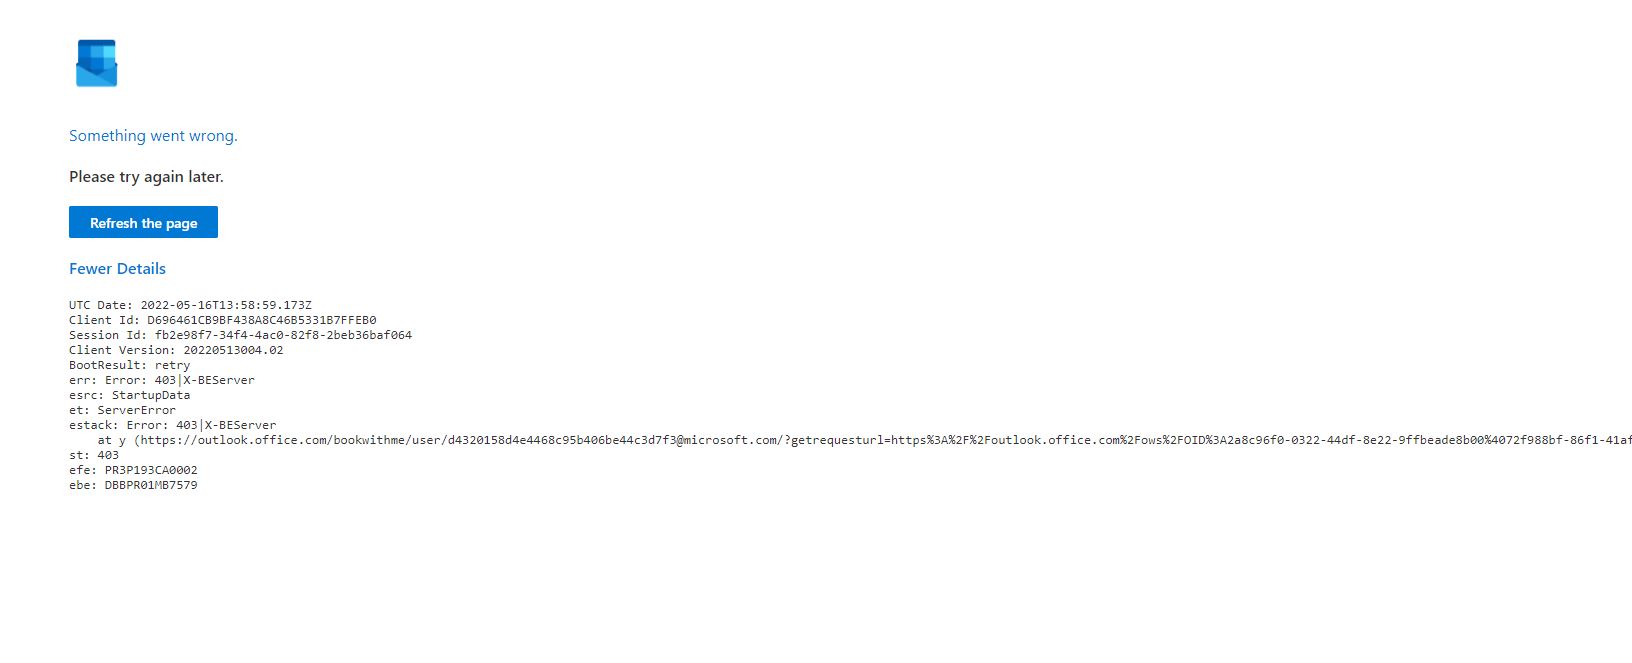 Something went wrong.
Please try again later.
Refresh the page
Fewer Details
UTC Date: 2022-05-16T13:58:59.173Z
Client Id: D696461CB9BF438A8C46B5331B7FFEB0
Session Id: fb2e98f7-34f4-4ac0-82f8-2beb36baf064
Client Version: 20220513004.02
BootResult: retry
err: Error: 403|X-BEServer
esrc: StartupData
et: ServerError
estack: Error: 403|X-BEServer
at y (https://outlook.office.com/bookwithme/user/d4320158d4e4468c95b406be44c3d7f3@microsoft.com/?getrequesturl=https%3A%2F%2Foutlook.office.com%2Fows%2FOID%3A2a8c96f0-0322-44df-8e22-9ffbeade8b00%4072f988bf-86f1-41af
st: 403
efe: PR3P193CA0002
ebe: DBBPR01MB7579